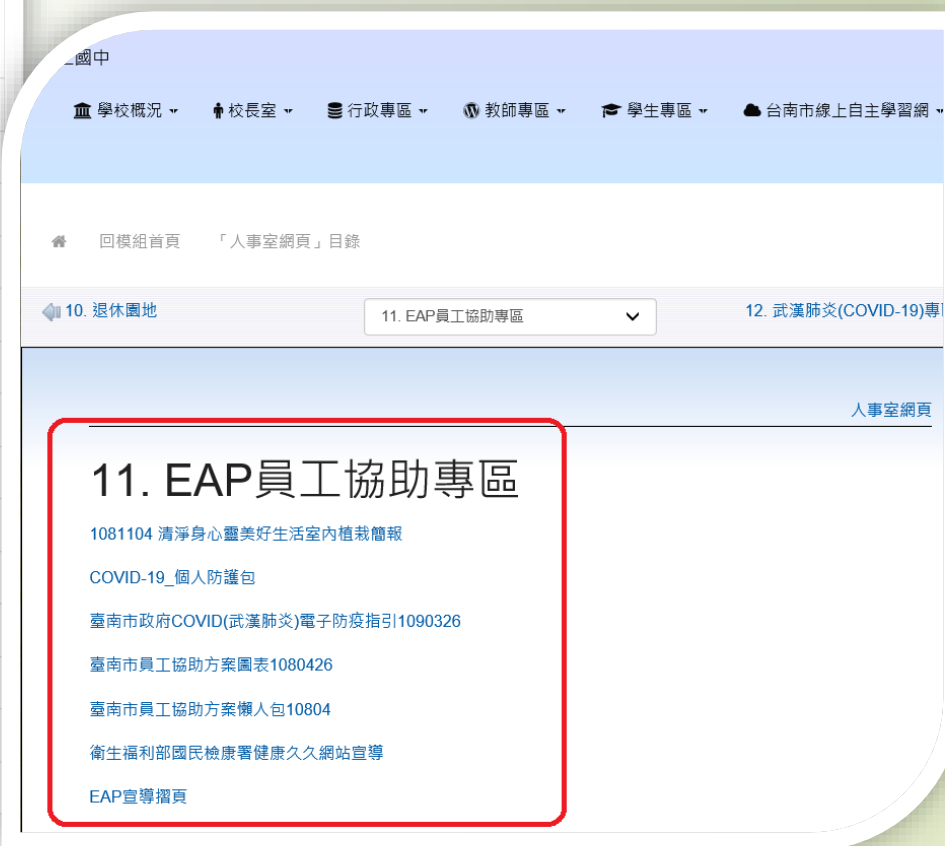 國中
學校概況 校長室 行政專區 教師專區 學生專區 台南市線上自主學習網
回模組首頁 「人事室網頁」目錄
10. 退休園地 11. EAP員工協助專區 12. 武漢肺炎(COVID-19)專
人事室網頁
11. EAP員工協助專區
1081104 清淨身心靈美好生活室內植栽簡報
COVID-19_個人防護包
臺南市政府COVID(武漢肺炎)電子防疫指引1090326
臺南市員工協助方案圖表1080426
臺南市員工協助方案懶人包10804
衛生福利部國民檢康署健康久久網站宣導
EAP宣導摺頁